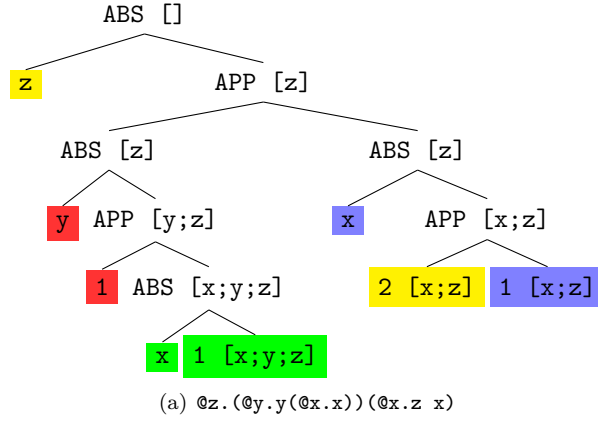 ABS []
z APP [z]
ABS [z] ABS [z]
y APP [y;z] x APP [x;z]
1 ABS [x;y;z] 2 [x;z] 1 [x;z]
x 1 [x;y;z]
(a) @z.(@y.y(@x.x))(@x.z x)